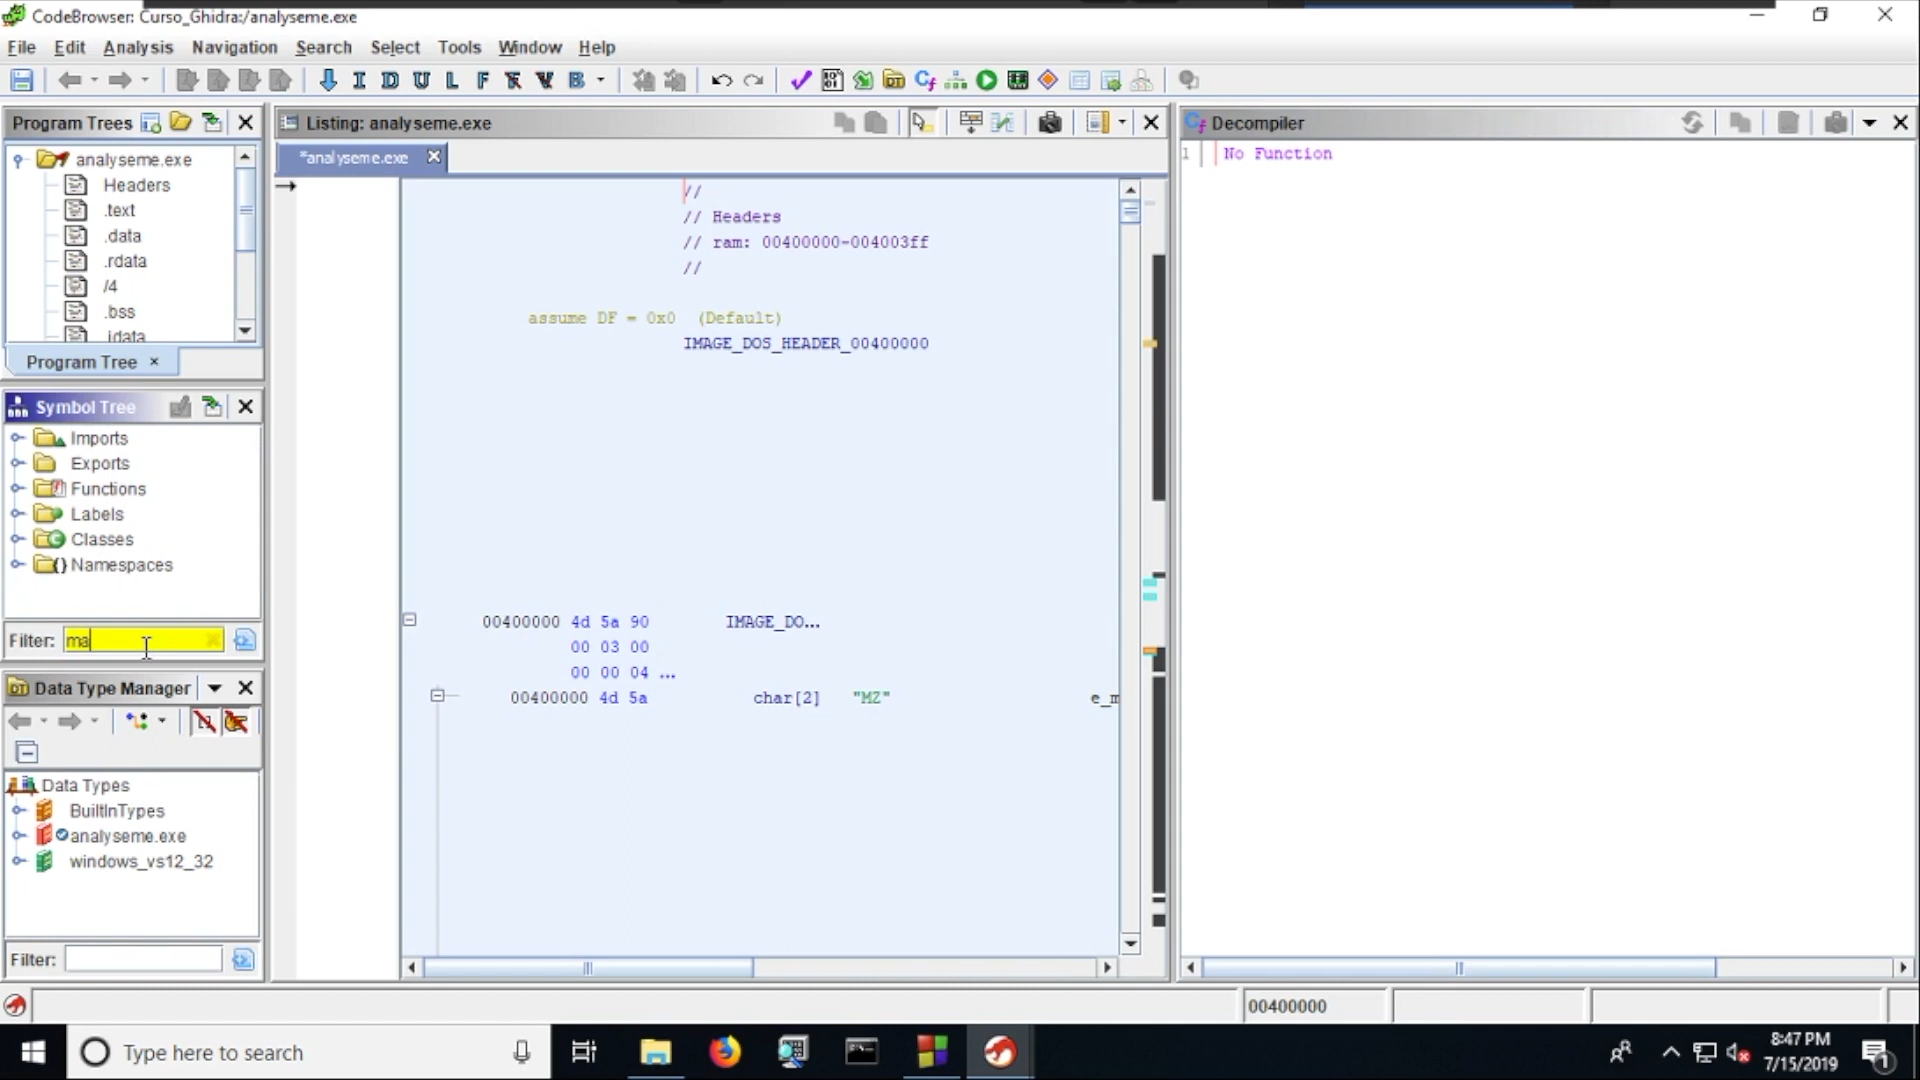 CodeBrowser: Curso_Ghidra:/analyseme.exe
File Edit Analysis Navigation Search Select Tools Window Help
I D U L F B
Program Trees
analyseme.exe
Headers
.text
.data
.rdata
/4
.bss
.idata
Program Tree ×
Symbol Tree
Imports
Exports
Functions
Labels
Classes
Namespaces
Filter: ma
Data Type Manager
Data Types
BuiltInTypes
analyseme.exe
windows_vs12_32
Filter:
Listing: analyseme.exe
*analyseme.exe
//
// Headers
// ram: 00400000-004003ff
//
assume DF = 0x0 (Default)
IMAGE_DOS_HEADER_00400000
00400000 4d 5a 90 IMAGE_DO...
00 03 00
00 00 04 ...
00400000 4d 5a char[2] "MZ" e_m
Decompiler
1 No Function
00400000
Type here to search
8:47 PM
7/15/2019
1